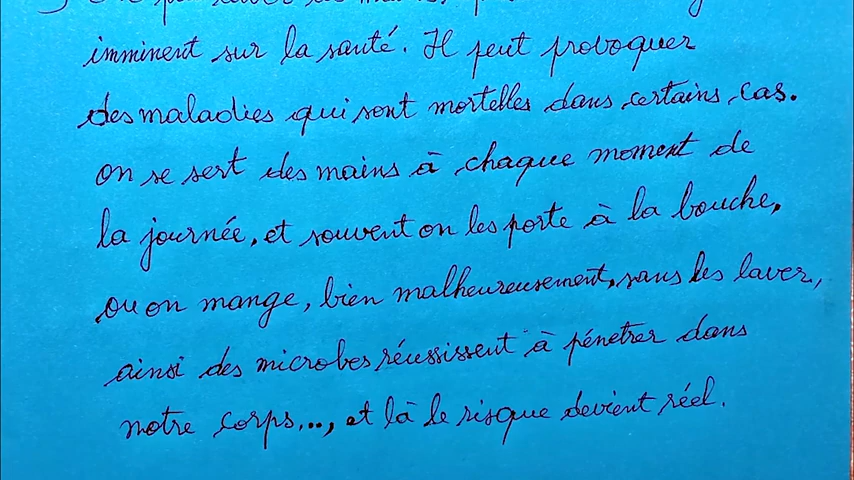 imminent sur la santé. Il peut provoquer
des maladies qui sont mortelles dans certains cas.
on se sert des mains à chaque moment de
la journée, et souvent on les porte à la bouche,
ou on mange, bien malheureusement, sans les laver,
ainsi des microbes réussissent à pénetrer dans
notre corps..., et là le risque devient réel.